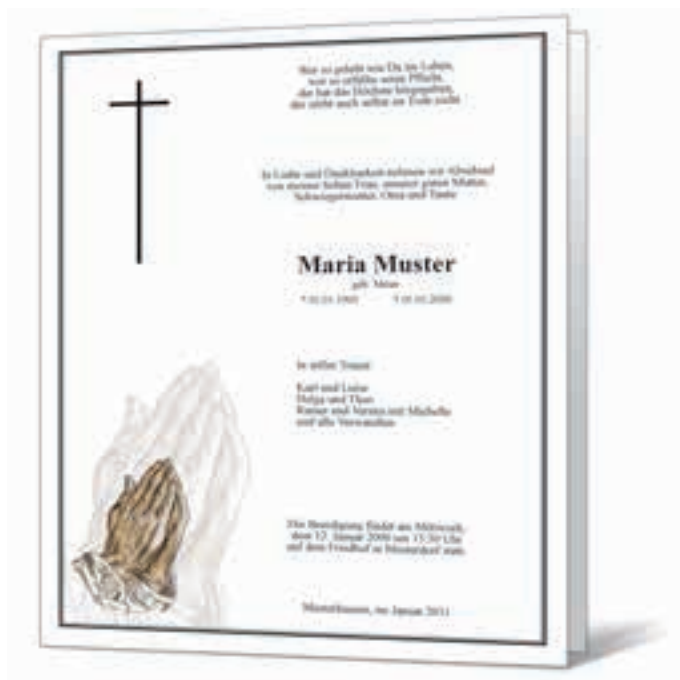 Wer so gelebt wie Du im Leben,
wer so erfüllte seine Pflicht,
der hat das Höchste hingegeben,
der stirbt auch selbst im Tode nicht
In Liebe und Dankbarkeit nehmen wir Abschied
von meiner lieben Frau, unserer guten Mutter,
Schwiegermutter, Oma und Tante
Maria Muster
geb.
In stiller Trauer
Karl und Luise
Helga und Theo
Rainer und Verena mit Michelle
und alle Verwandten
Die Beerdigung findet am Mittwoch,
dem 12. Januar um 13:30 Uhr
auf dem Friedhof in Musterdorf statt.
Musterhausen, im Januar 2011